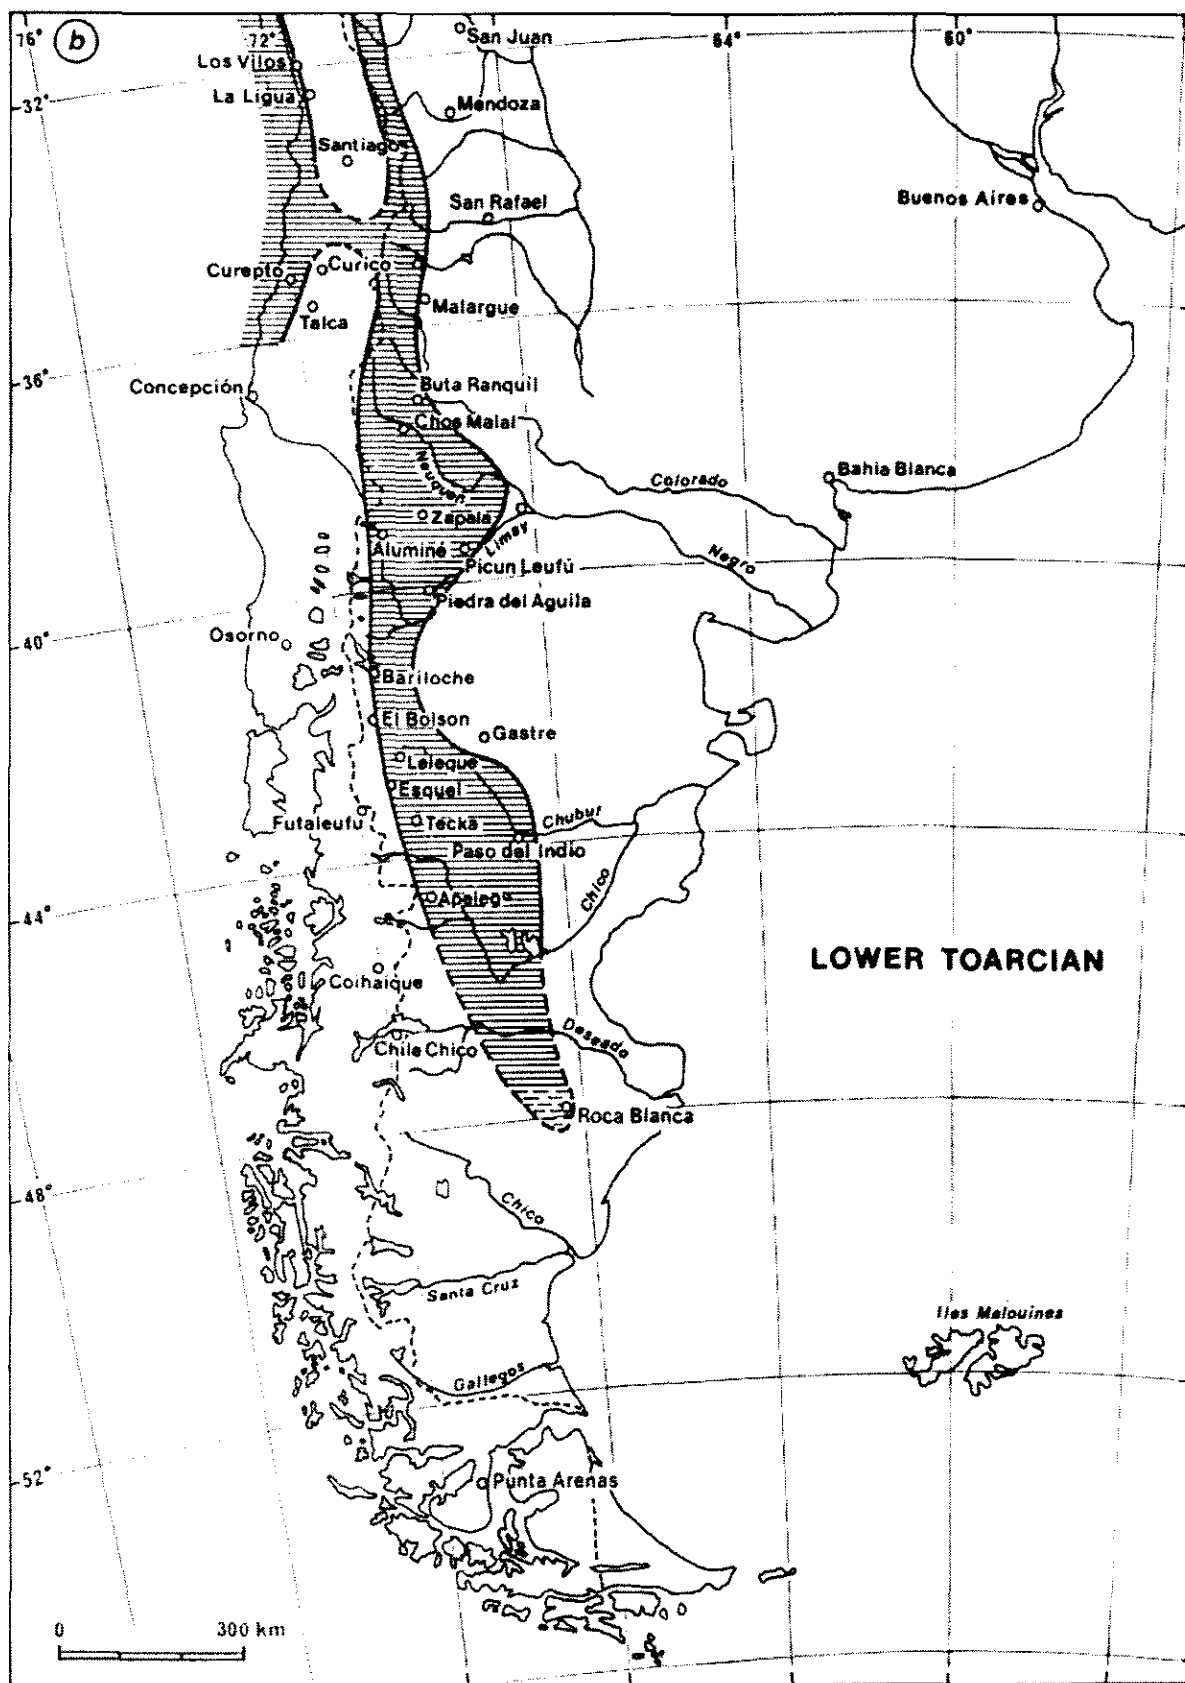 76°
b
72°
64°
60°
San Juan
Los Vilos
La Ligua
32°
Mendoza
Santiago
San Rafael
Buenos Aires
Curepto
Curico
Talca
Malargue
36°
Concepción
Buta Ranquil
Chos Malal
Neuquen
Colorado
Bahia Blanca
Zapala
Limay
Aluminé
Negro
Picun Leufú
Piedra del Aguila
40°
Osorno
Bariloche
El Bolson
Gastre
Leleque
Esquel
Futaleufu
Tecka
Chubut
Paso del Indio
Chico
Apeleg
44°
LOWER TOARCIAN
Coihaique
Chile Chico
Deseado
Roca Blanca
48°
Chico
Santa Cruz
Iles Malouines
Gallegos
52°
Punta Arenas
0
300 km